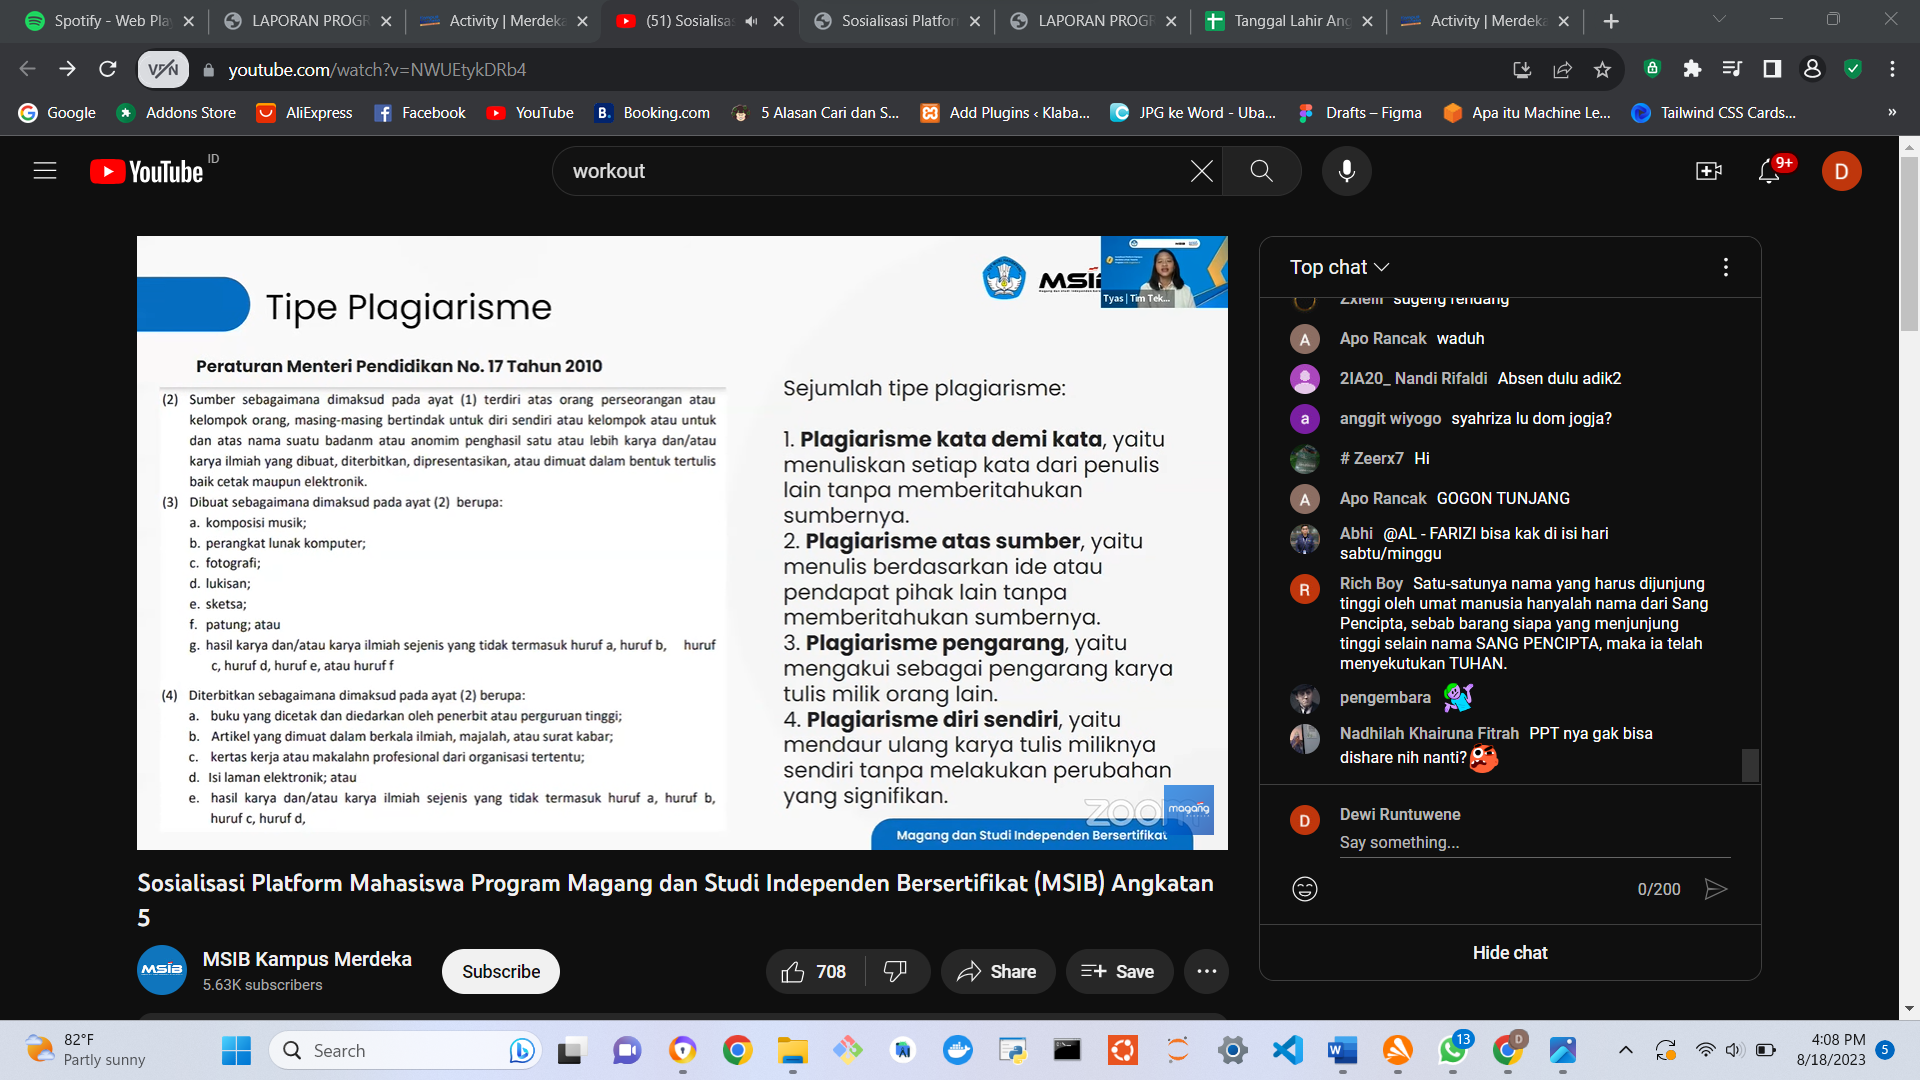 Spotify - Web Pla
LAPORAN PROGR
Activity | Merdeka
(51) Sosialisas
Sosialisasi Platfor
LAPORAN PROGR
Tanggal Lahir Ang
Activity | Merdeka
VPN
youtube.com/watch?v=NWUEtykDRb4
Google
Addons Store
AliExpress
Facebook
YouTube
B.
Booking.com
5 Alasan Cari dan S...
Add Plugins ‹ Klaba...
JPG ke Word - Uba...
Drafts – Figma
Apa itu Machine Le...
Tailwind CSS Cards...
»
YouTube ID
workout
9+
D
Tipe Plagiarisme
MSIB
Tyas | Tim Tek...
Peraturan Menteri Pendidikan No. 17 Tahun 2010
(2) Sumber sebagaimana dimaksud pada ayat (1) terdiri atas orang perseorangan atau
kelompok orang, masing-masing bertindak untuk diri sendiri atau kelompok atau untuk
dan atas nama suatu badanm atau anomim penghasil satu atau lebih karya dan/atau
karya ilmiah yang dibuat, diterbitkan, dipresentasikan, atau dimuat dalam bentuk tertulis
baik cetak maupun elektronik.
(3) Dibuat sebagaimana dimaksud pada ayat (2) berupa:
a. komposisi musik;
b. perangkat lunak komputer;
c. fotografi;
d. lukisan;
e. sketsa;
f. patung; atau
g. hasil karya dan/atau karya ilmiah sejenis yang tidak termasuk huruf a, huruf b, huruf
c, huruf d, huruf e, atau huruf f
(4) Diterbitkan sebagaimana dimaksud pada ayat (2) berupa:
a. buku yang dicetak dan diedarkan oleh penerbit atau perguruan tinggi;
b. Artikel yang dimuat dalam berkala ilmiah, majalah, atau surat kabar;
c. kertas kerja atau makalahn profesional dari organisasi tertentu;
d. Isi laman elektronik; atau
e. hasil karya dan/atau karya ilmiah sejenis yang tidak termasuk huruf a, huruf b,
huruf c, huruf d,
Sejumlah tipe plagiarisme:
1. Plagiarisme kata demi kata, yaitu
menuliskan setiap kata dari penulis
lain tanpa memberitahukan
sumbernya.
2. Plagiarisme atas sumber, yaitu
menulis berdasarkan ide atau
pendapat pihak lain tanpa
memberitahukan sumbernya.
3. Plagiarisme pengarang, yaitu
mengakui sebagai pengarang karya
tulis milik orang lain.
4. Plagiarisme diri sendiri, yaitu
mendaur ulang karya tulis miliknya
sendiri tanpa melakukan perubahan
yang signifikan.
zoom
magang
Magang dan Studi Independen Bersertifikat
Top chat
Zxielll sugeng rendang
A
Apo Rancak waduh
2IA20_ Nandi Rifaldi Absen dulu adik2
a
anggit wiyogo syahriza lu dom jogja?
# Zeerx7 Hi
A
Apo Rancak GOGON TUNJANG
Abhi @AL - FARIZI bisa kak di isi hari
sabtu/minggu
R
Rich Boy Satu-satunya nama yang harus dijunjung
tinggi oleh umat manusia hanyalah nama dari Sang
Pencipta, sebab barang siapa yang menjunjung
tinggi selain nama SANG PENCIPTA, maka ia telah
menyekutukan TUHAN.
pengembara
Nadhilah Khairuna Fitrah PPT nya gak bisa
dishare nih nanti?
D
Dewi Runtuwene
Say something...
0/200
Hide chat
Sosialisasi Platform Mahasiswa Program Magang dan Studi Independen Bersertifikat (MSIB) Angkatan
5
MSIB
MSIB Kampus Merdeka
5.63K subscribers
Subscribe
708
Share
Save
82°F
Partly sunny
Search
13
D
4:08 PM
8/18/2023
5